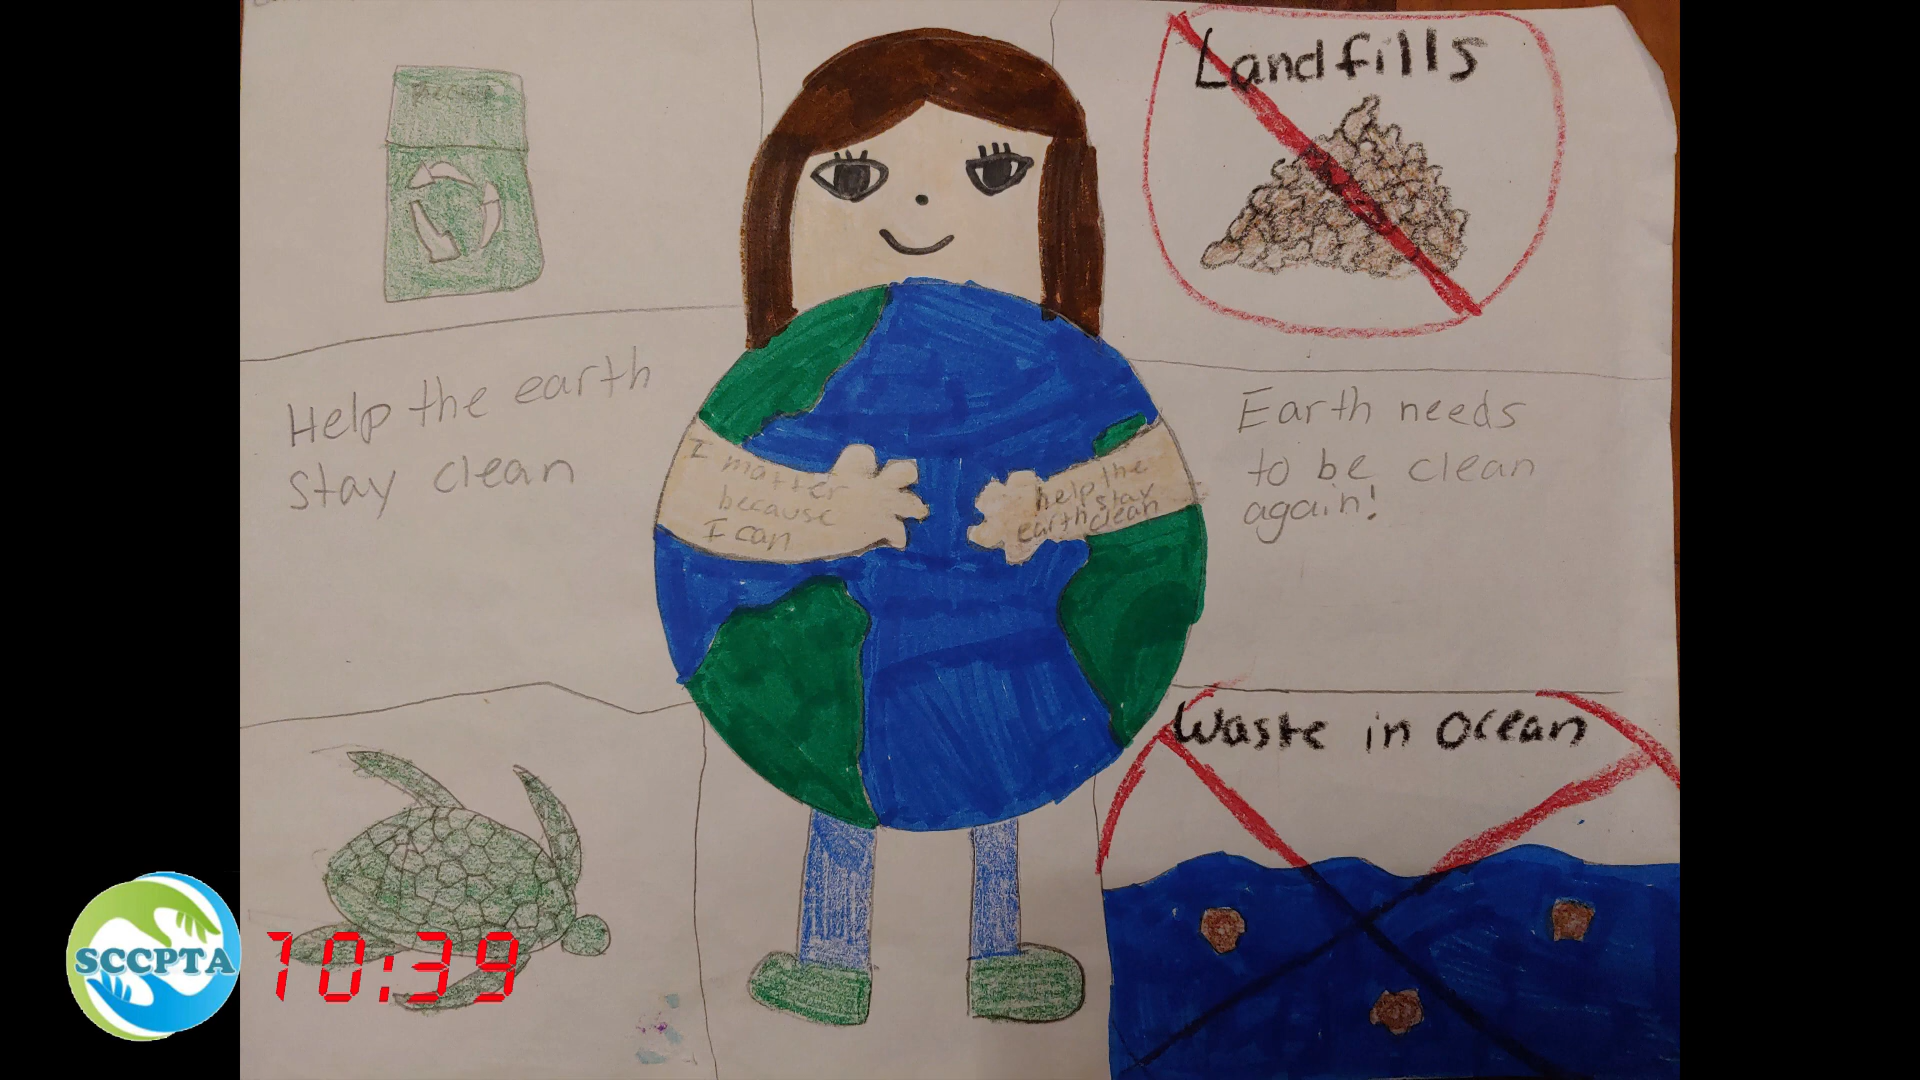 Landfills
Help the earth
stay clean
Earth needs
to be clean
again!
I matter
because
I can
help the
earth stay
clean
Waste in Ocean
SCCPTA
10:39